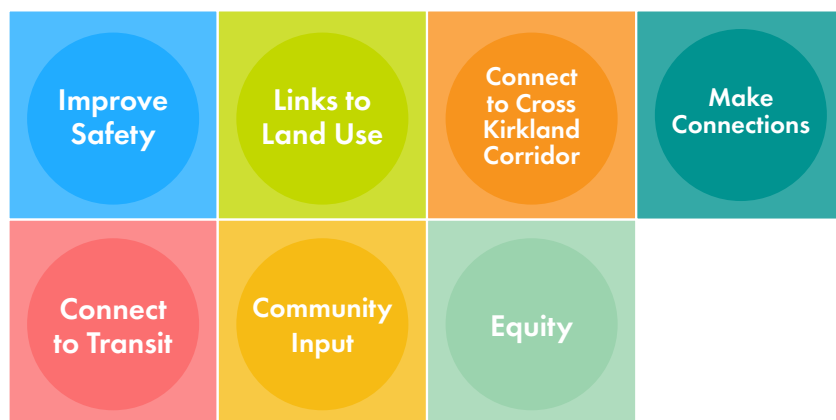 Improve
Safety
Links to
Land Use
Connect
to Cross
Kirkland
Corridor
Make
Connections
Connect
to Transit
Community
Input
Equity